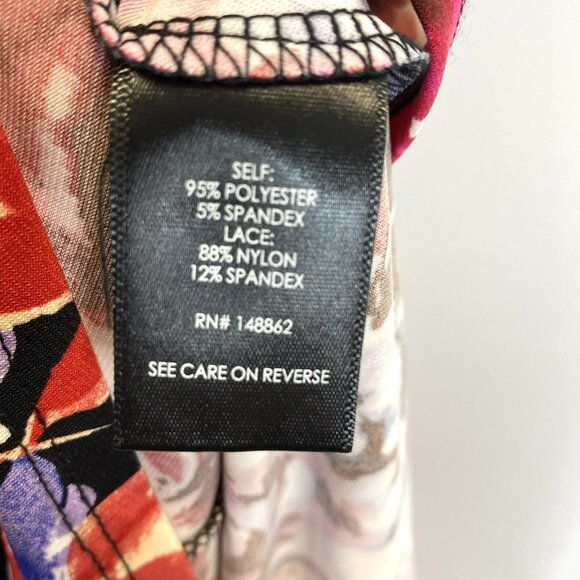 SELF:
95% POLYESTER
5% SPANDEX
LACE:
88% NYLON
12% SPANDEX
RN# 148862
SEE CARE ON REVERSE